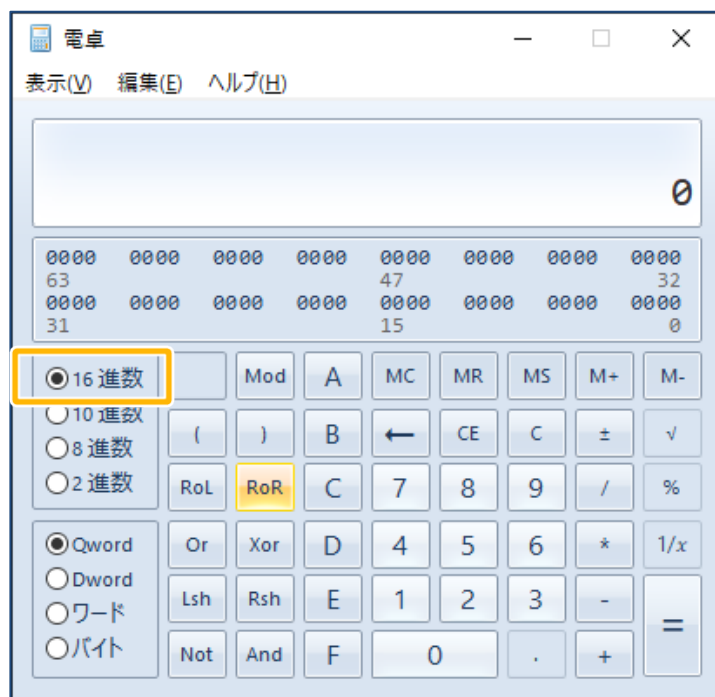 電卓
表示(V) 編集(E) ヘルプ(H)
0
0000 0000 0000 0000 0000 0000 0000 0000
63 47 32
0000 0000 0000 0000 0000 0000 0000 0000
31 15 0
16 進数 Mod A MC MR MS M+ M-
10 進数
8 進数 ( ) B ← CE C ± √
2 進数 RoL RoR C 7 8 9 / %
Qword Or Xor D 4 5 6 * 1/x
Dword
ワード Lsh Rsh E 1 2 3 - =
バイト Not And F 0 . +